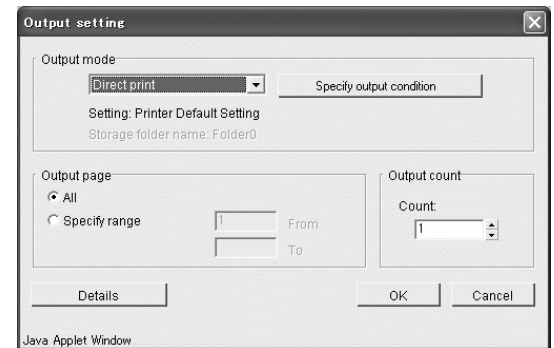 Output setting
Output mode
Direct print
Specify output condition
Setting: Printer Default Setting
Storage folder name: Folder0
Output page
All
Specify range
1
From
To
Output count
Count:
1
Details
OK
Cancel
Java Applet Window